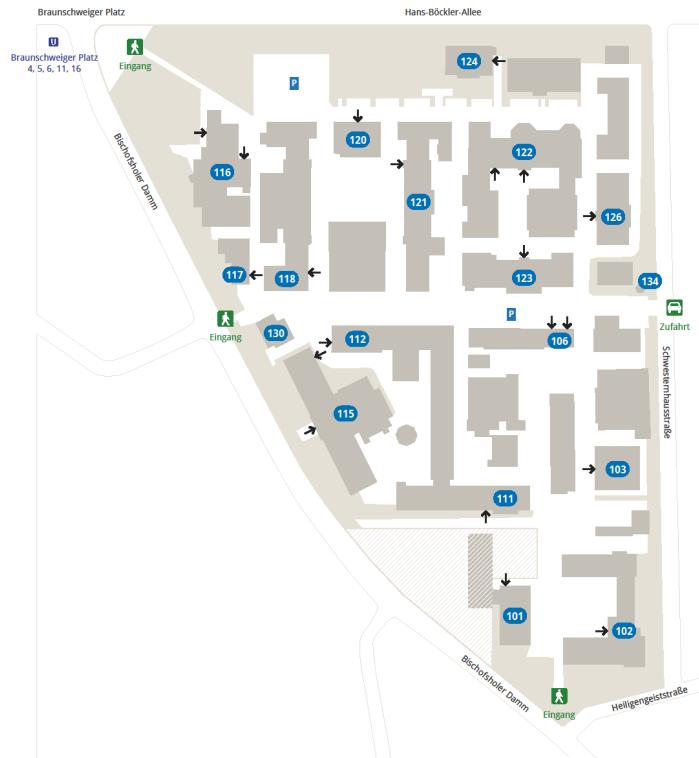 Braunschweiger Platz
Hans-Böckler-Allee
U
Braunschweiger Platz
4, 5, 6, 11, 16
Eingang
P
124
120
122
116
121
126
117
118
123
134
Bischofsholer Damm
P
Zufahrt
Eingang
130
112
106
Schwesternhausstraße
115
103
111
101
102
Bischofsholer Damm
Eingang
Heiligengeiststraße